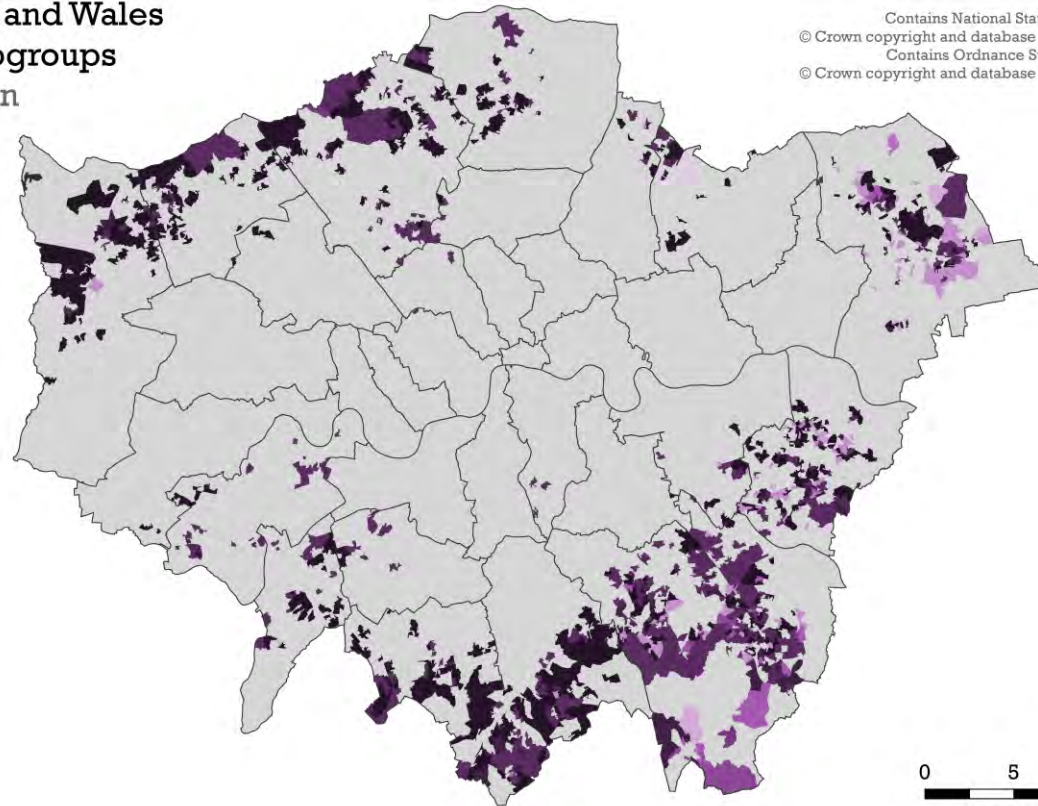 and Wales
ogroups
n
Contains National Sta
© Crown copyright and database
Contains Ordnance S
© Crown copyright and database
0 5